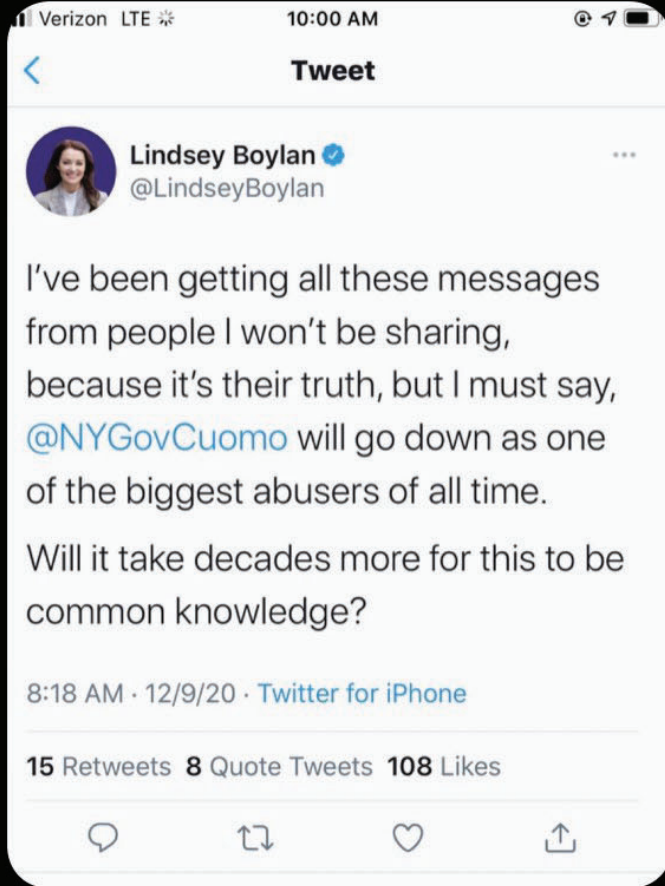 Verizon LTE
10:00 AM
Tweet
Lindsey Boylan
@LindseyBoylan
I've been getting all these messages
from people I won't be sharing,
because it's their truth, but I must say,
@NYGovCuomo will go down as one
of the biggest abusers of all time.
Will it take decades more for this to be
common knowledge?
8:18 AM · 12/9/20 · Twitter for iPhone
15 Retweets 8 Quote Tweets 108 Likes